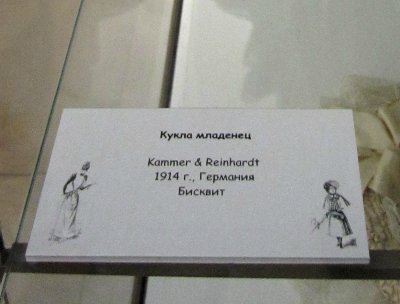 Кукла младенец
Kammer & Reinhardt
1914 г., Германия
Бисквит